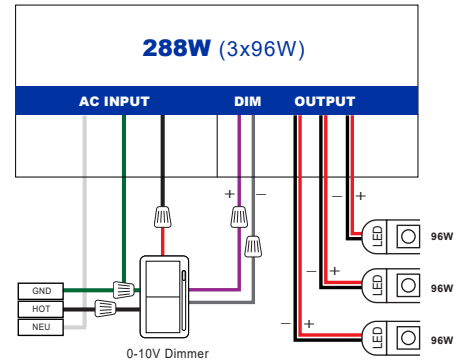 288W (3x96W)
AC INPUT DIM OUTPUT
+ −
− +
LED 96W
− +
LED 96W
− +
LED 96W
GND
HOT
NEU
0-10V Dimmer